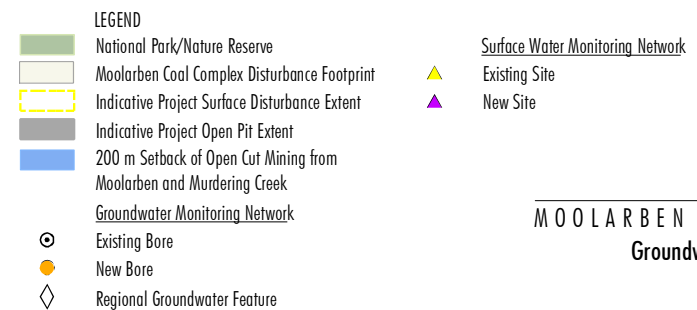 LEGEND
National Park/Nature Reserve
Moolarben Coal Complex Disturbance Footprint
Indicative Project Surface Disturbance Extent
Indicative Project Open Pit Extent
200 m Setback of Open Cut Mining from
Moolarben and Murdering Creek
Groundwater Monitoring Network
Existing Bore
New Bore
Regional Groundwater Feature
Surface Water Monitoring Network
Existing Site
New Site
MOOLARBEN